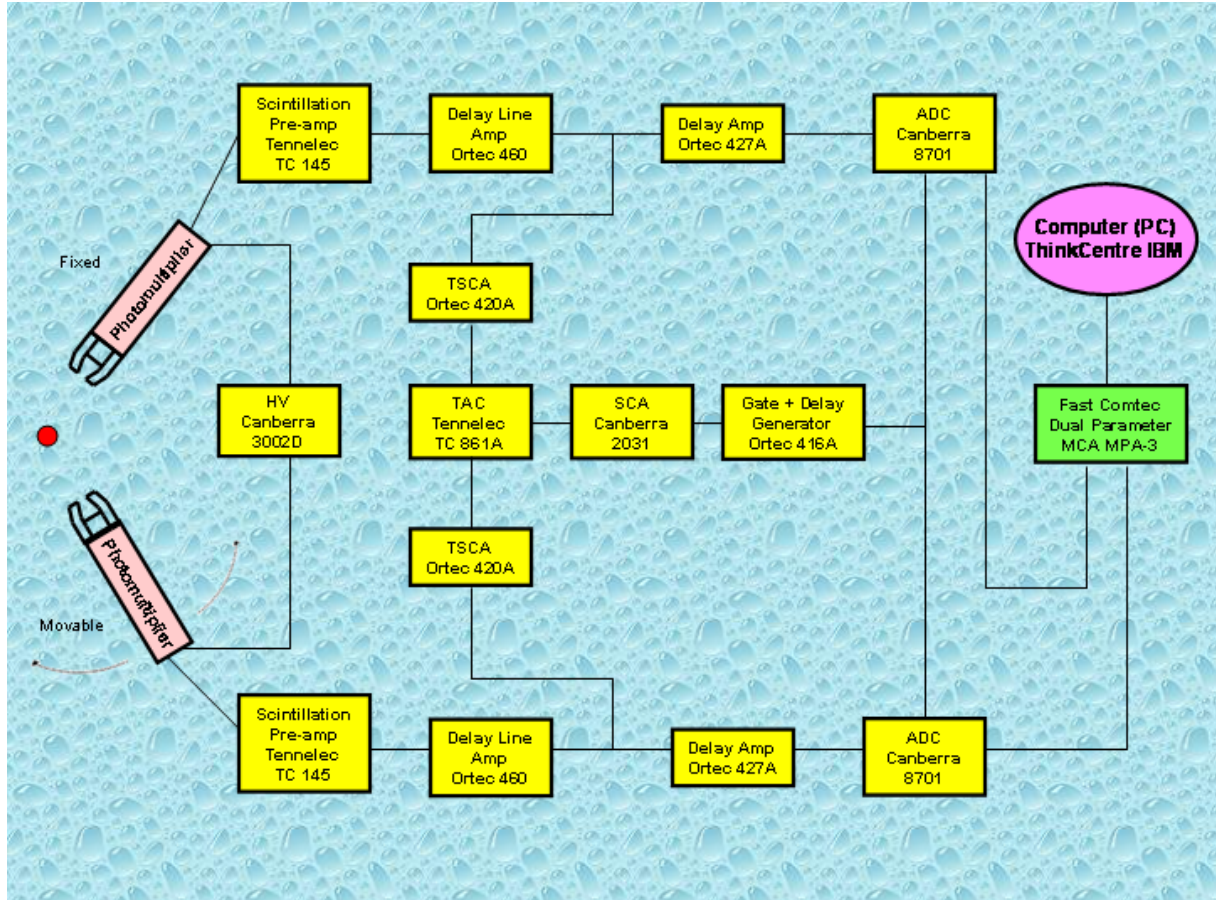 Scintillation
Pre-amp
Tennelec
TC 145
Delay Line
Amp
Ortec 460
Delay Amp
Ortec 427A
ADC
Canberra
8701
Computer (PC)
ThinkCentre IBM
Fixed
Photomultiplier
TSCA
Ortec 420A
HV
Canberra
3002D
TAC
Tennelec
TC 861A
SCA
Canberra
2031
Gate + Delay
Generator
Ortec 416A
Fast Comtec
Dual Parameter
MCA MPA-3
TSCA
Ortec 420A
Photomultiplier
Movable
Scintillation
Pre-amp
Tennelec
TC 145
Delay Line
Amp
Ortec 460
Delay Amp
Ortec 427A
ADC
Canberra
8701